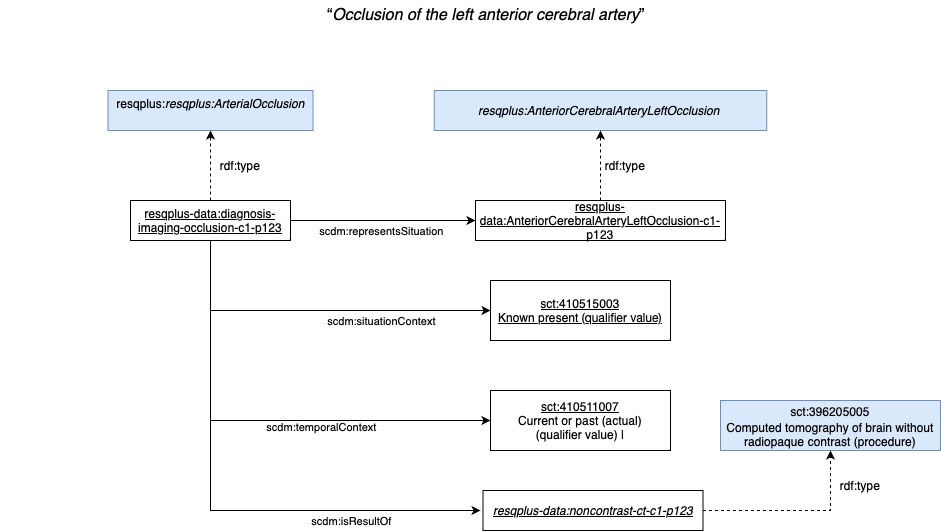 “Occlusion of the left anterior cerebral artery”
resqplus:resqplus:ArterialOcclusion
resqplus:AnteriorCerebralArteryLeftOcclusion
rdf:type
rdf:type
resqplus-data:diagnosis-
imaging-occlusion-c1-p123
scdm:representsSituation
resqplus-
data:AnteriorCerebralArteryLeftOcclusion-c1-
p123
sct:410515003
Known present (qualifier value)
scdm:situationContext
sct:410511007
Current or past (actual)
(qualifier value) |
scdm:temporalContext
sct:396205005
Computed tomography of brain without
radiopaque contrast (procedure)
rdf:type
resqplus-data:noncontrast-ct-c1-p123
scdm:isResultOf